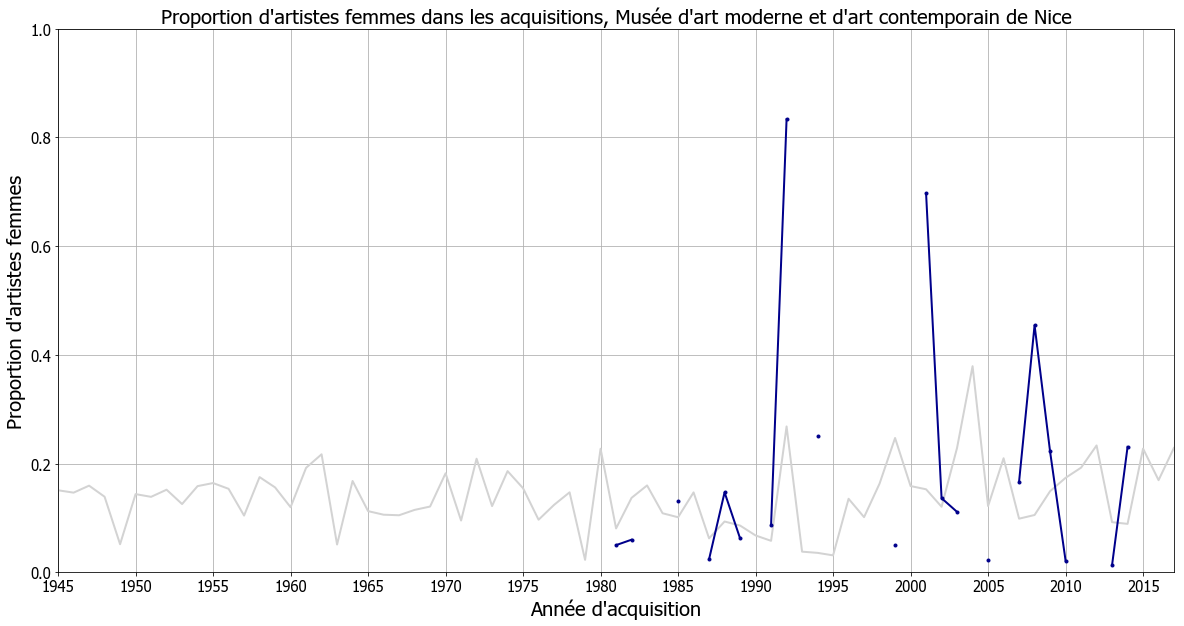 Proportion d'artistes femmes dans les acquisitions, Musée d'art moderne et d'art contemporain de Nice
1.0
0.8
0.6
0.4
0.2
0.0
Proportion d'artistes femmes
1945 1950 1955 1960 1965 1970 1975 1980 1985 1990 1995 2000 2005 2010 2015
Année d'acquisition